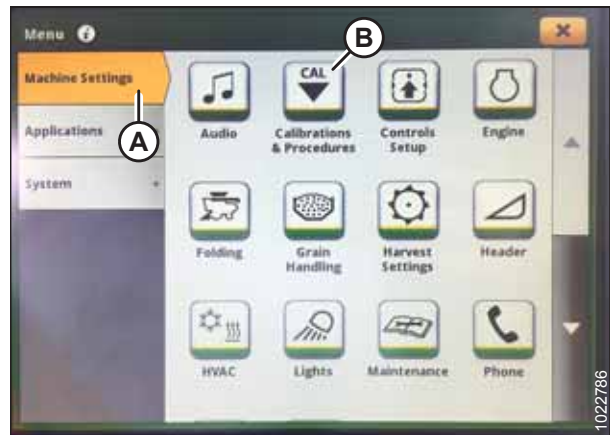 Menu i
B
Machine Settings
A
Applications
System
CAL
Audio
Calibrations
& Procedures
Controls
Setup
Engine
Folding
Grain
Handling
Harvest
Settings
Header
HVAC
Lights
Maintenance
Phone
1022786